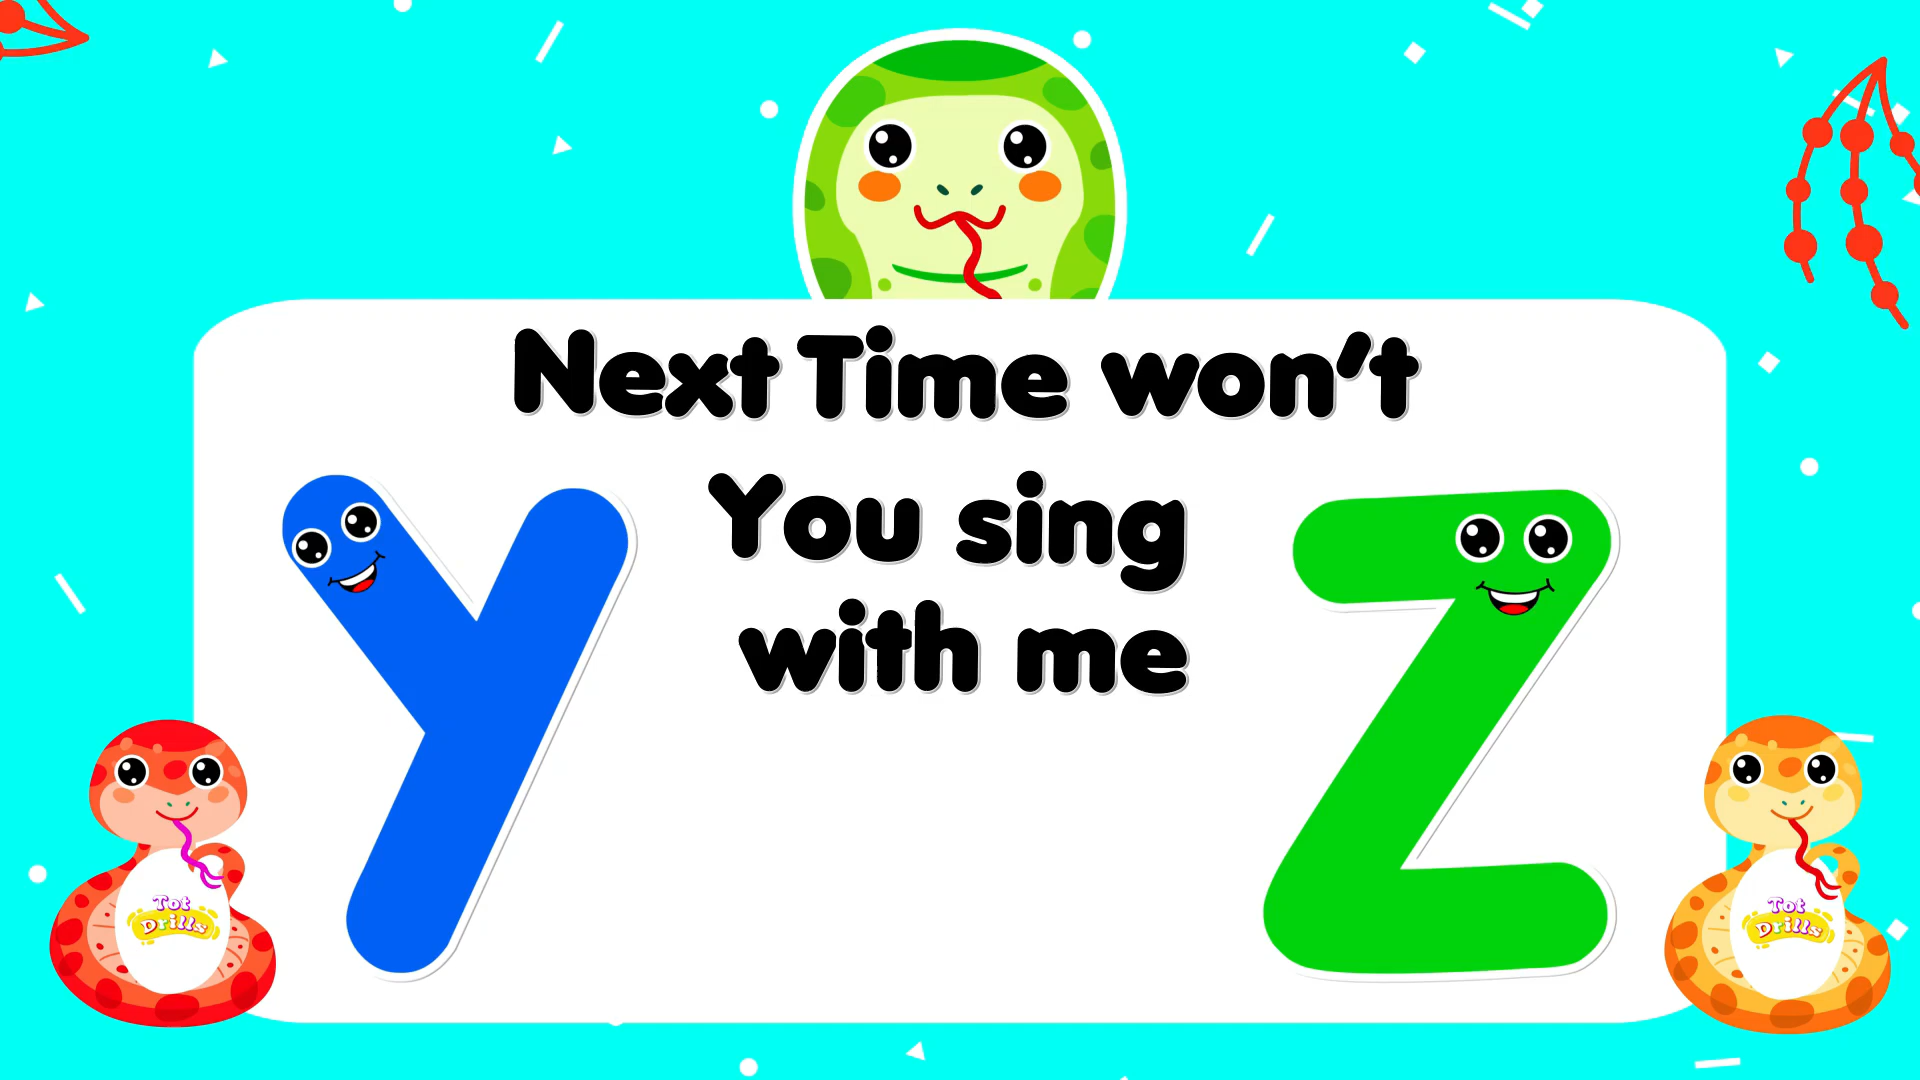 Next Time won't
Y
You sing
with me
Z
Tot
Drills
Tot
Drills